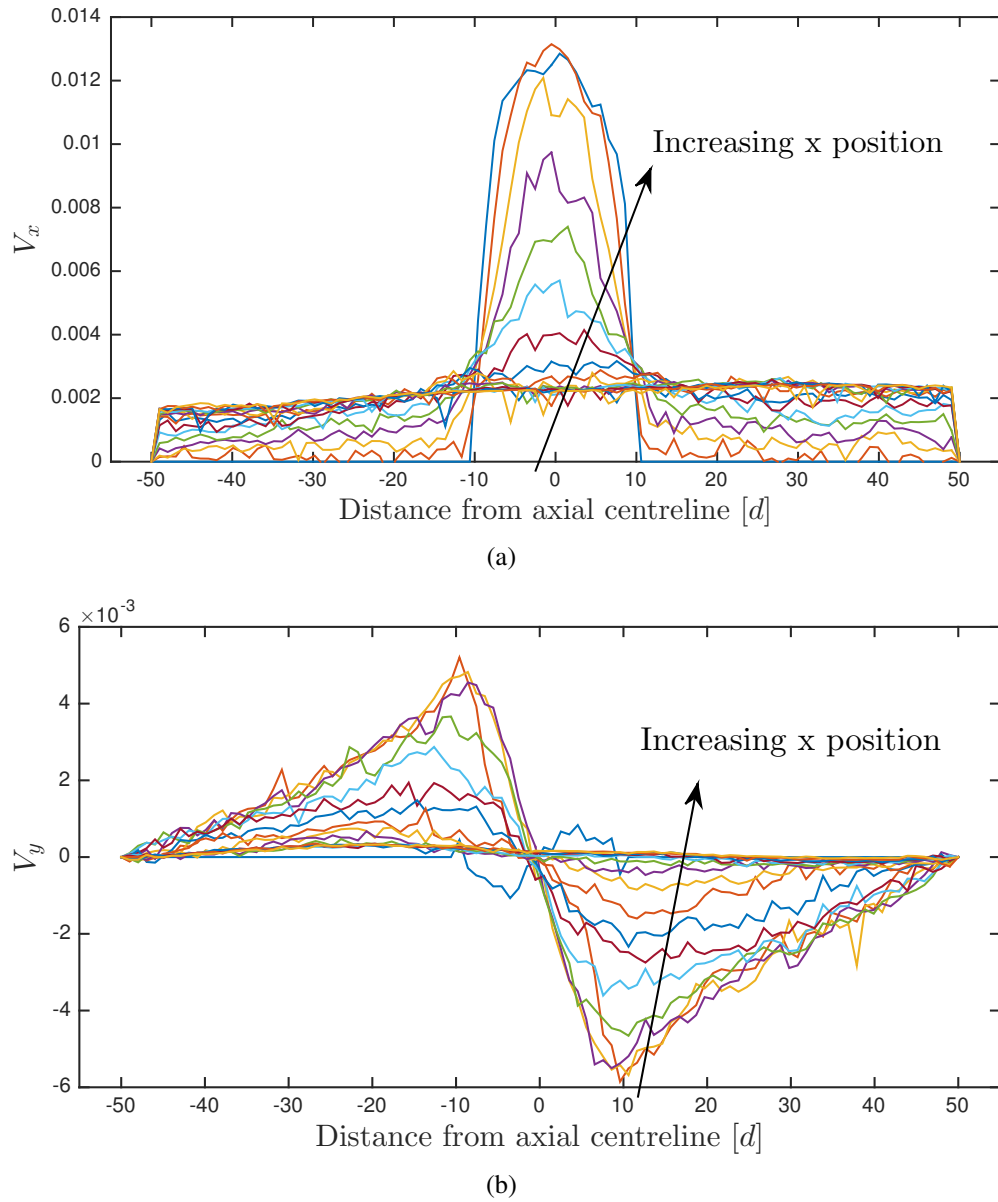 0.014
0.012
0.01
0.008
0.006
0.004
0.002
0
V_x
Increasing x position
-50 -40 -30 -20 -10 0 10 20 30 40 50
Distance from axial centreline [d]
(a)
×10^-3
6
4
2
0
-2
-4
-6
V_y
Increasing x position
-50 -40 -30 -20 -10 0 10 20 30 40 50
Distance from axial centreline [d]
(b)